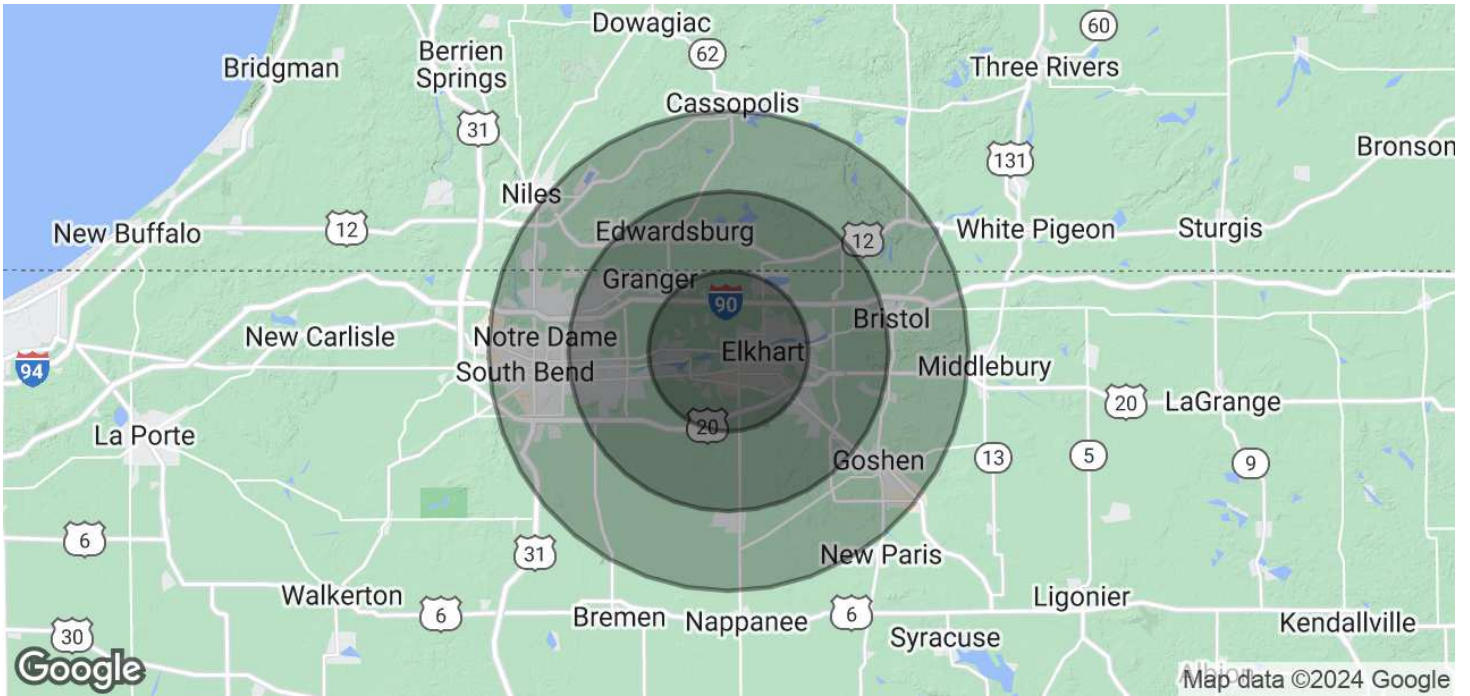 Dowagiac
60
Berrien
Springs
62
Bridgman
Three Rivers
Cassopolis
31
131
Bronson
Niles
New Buffalo
12
Edwardsburg
12
White Pigeon
Sturgis
Granger
90
Bristol
New Carlisle
Notre Dame
Elkhart
94
South Bend
Middlebury
20
LaGrange
La Porte
20
Goshen
13
5
9
6
31
New Paris
Walkerton
6
Bremen
Nappanee
6
Ligonier
30
Syracuse
Kendallville
Google
Albion
Map data ©2024 Google